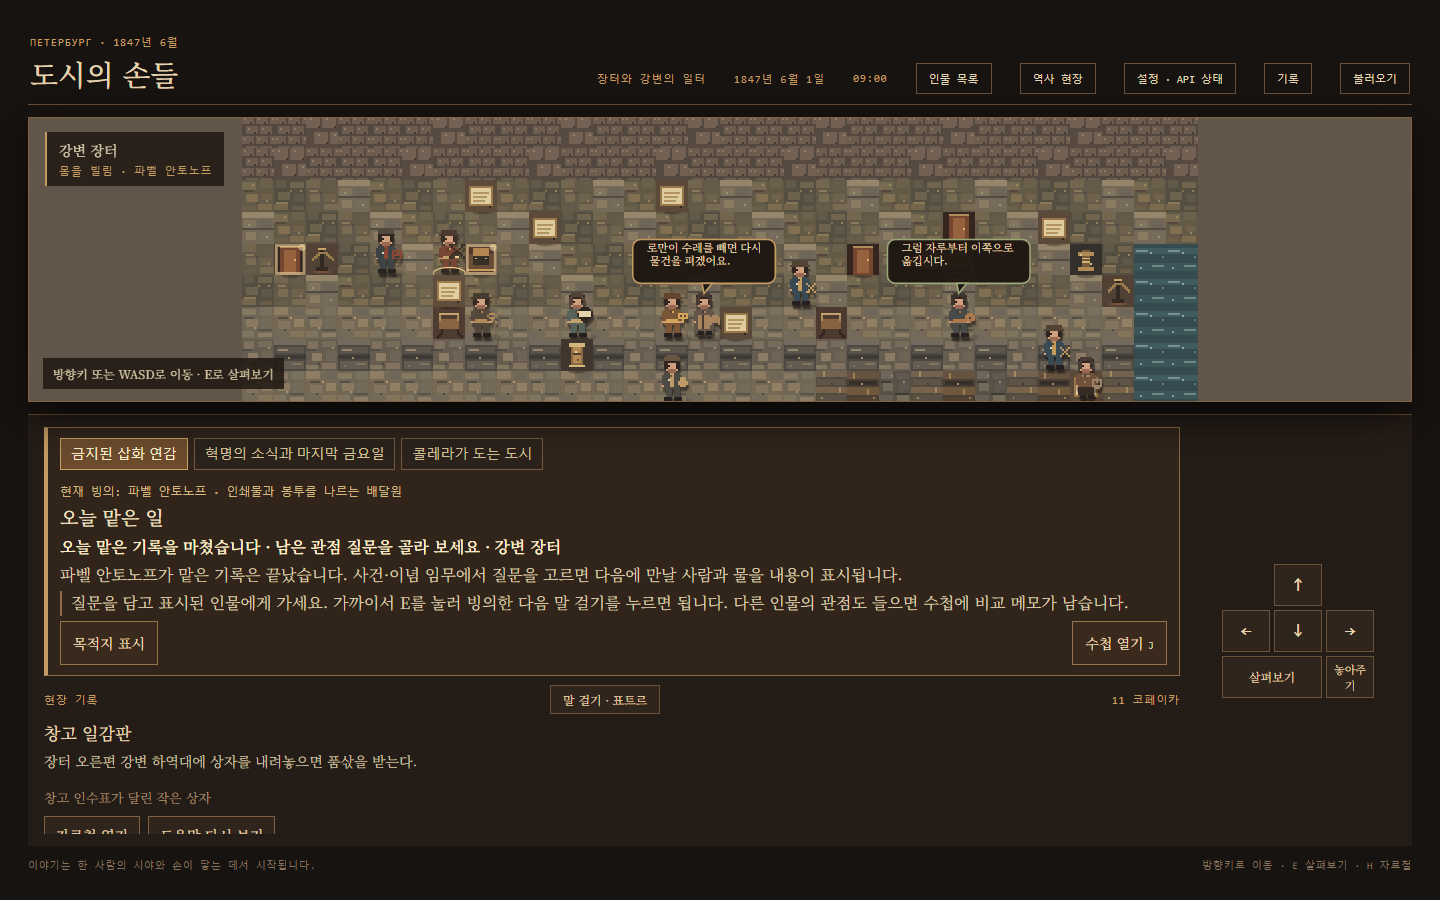 ПЕТЕРБУРГ · 1847년 6월
도시의 손들
장터와 강변의 일터 1847년 6월 1일 09:00 인물 목록 역사 현장 설정 · API 상태 기록 불러오기
강변 장터
몸을 빌림 · 파벨 안토노프
로만이 수레를 빼면 다시
물건을 펴겠어요.
그럼 자루부터 이쪽으로
옮깁시다.
방향키 또는 WASD로 이동 · E로 살펴보기
금지된 삽화 연감 혁명의 소식과 마지막 금요일 콜레라가 도는 도시
현재 빙의: 파벨 안토노프 · 인쇄물과 봉투를 나르는 배달원
오늘 맡은 일
오늘 맡은 기록을 마쳤습니다 · 남은 관점 질문을 골라 보세요 · 강변 장터
파벨 안토노프가 맡은 기록은 끝났습니다. 사건·이념 임무에서 질문을 고르면 다음에 만날 사람과 물을 내용이 표시됩니다.
질문을 담고 표시된 인물에게 가세요. 가까이서 E를 눌러 빙의한 다음 말 걸기를 누르면 됩니다. 다른 인물의 관점도 들으면 수첩에 비교 메모가 남습니다.
목적지 표시 수첩 열기 J
↑
← ↓ →
살펴보기 놓아주기
현장 기록 말 걸기 · 표트르 11 코페이카
창고 일감판
장터 오른편 강변 하역대에 상자를 내려놓으면 품삯을 받는다.
창고 인수표가 달린 작은 상자
자료철 열기 도움말 다시 보기
이야기는 한 사람의 시야와 손이 닿는 데서 시작됩니다. 방향키로 이동 · E 살펴보기 · H 자료철